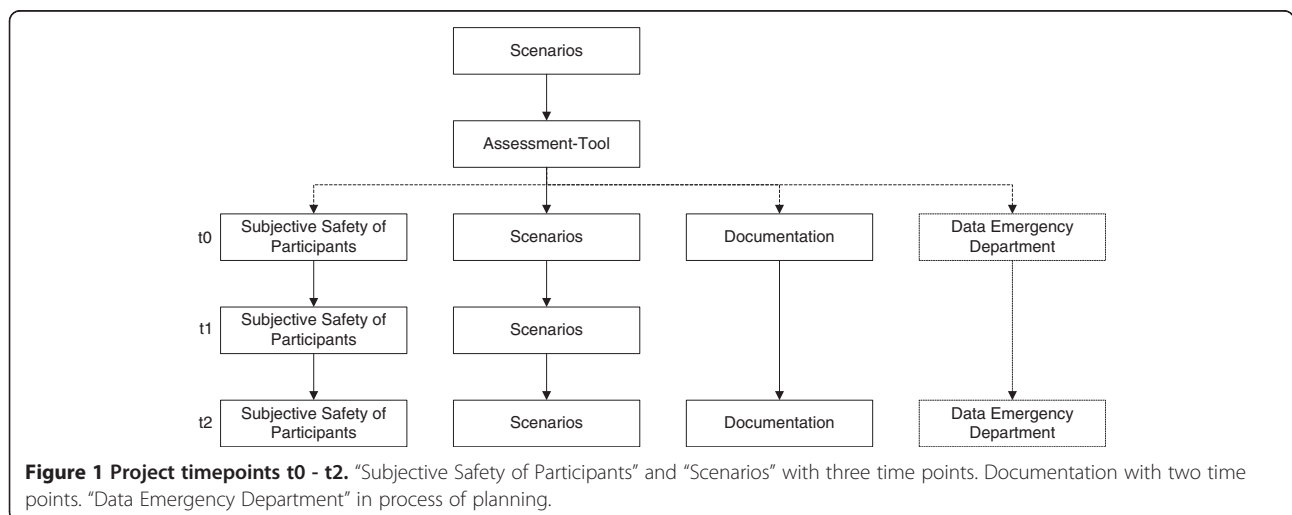 Scenarios
Assessment-Tool
t0
Subjective Safety of
Participants
Scenarios
Documentation
Data Emergency
Department
t1
Subjective Safety of
Participants
Scenarios
t2
Subjective Safety of
Participants
Scenarios
Documentation
Data Emergency
Department
Figure 1 Project timepoints t0 - t2. “Subjective Safety of Participants” and “Scenarios” with three time points. Documentation with two time
points. “Data Emergency Department” in process of planning.